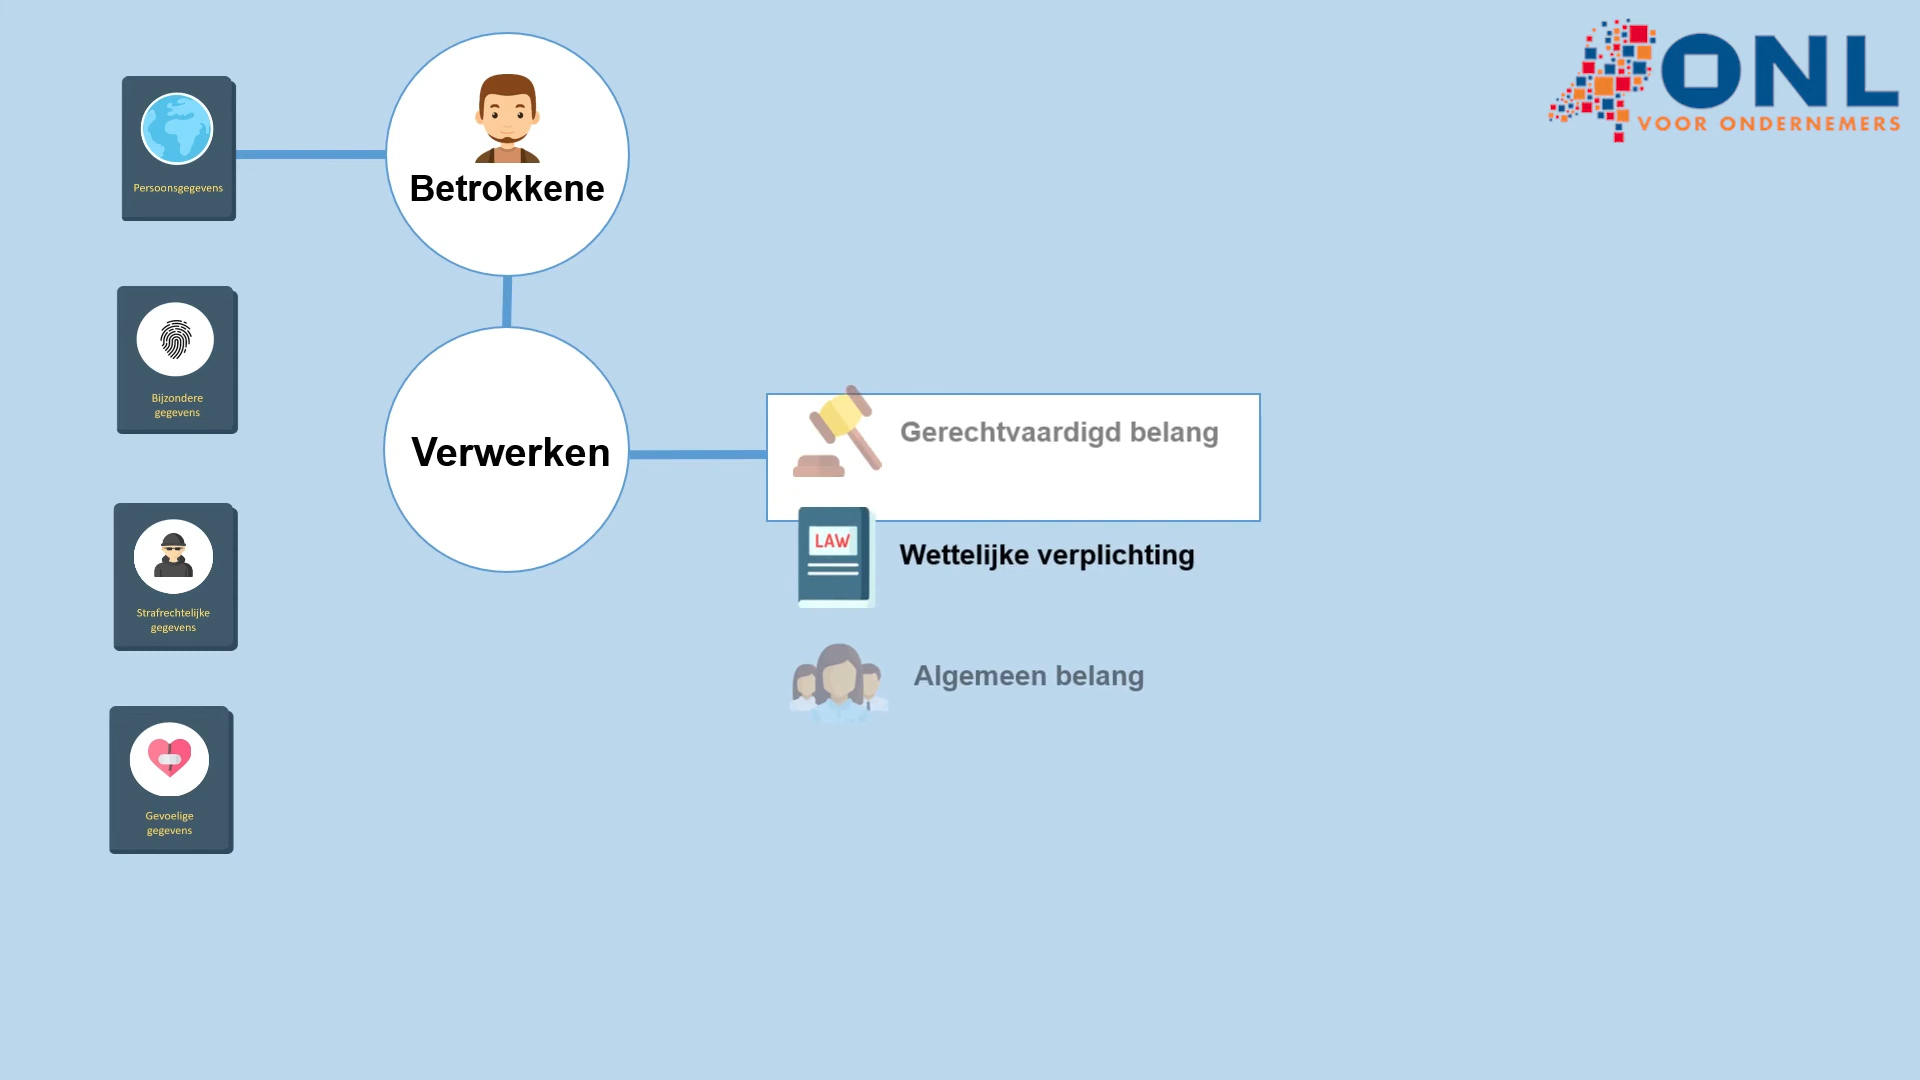 ONL
VOOR ONDERNEMERS
Persoonsgegevens
Betrokkene
Bijzondere
gegevens
Verwerken
Gerechtvaardigd belang
LAW
Wettelijke verplichting
Strafrechtelijke
gegevens
Algemeen belang
Gevoelige
gegevens